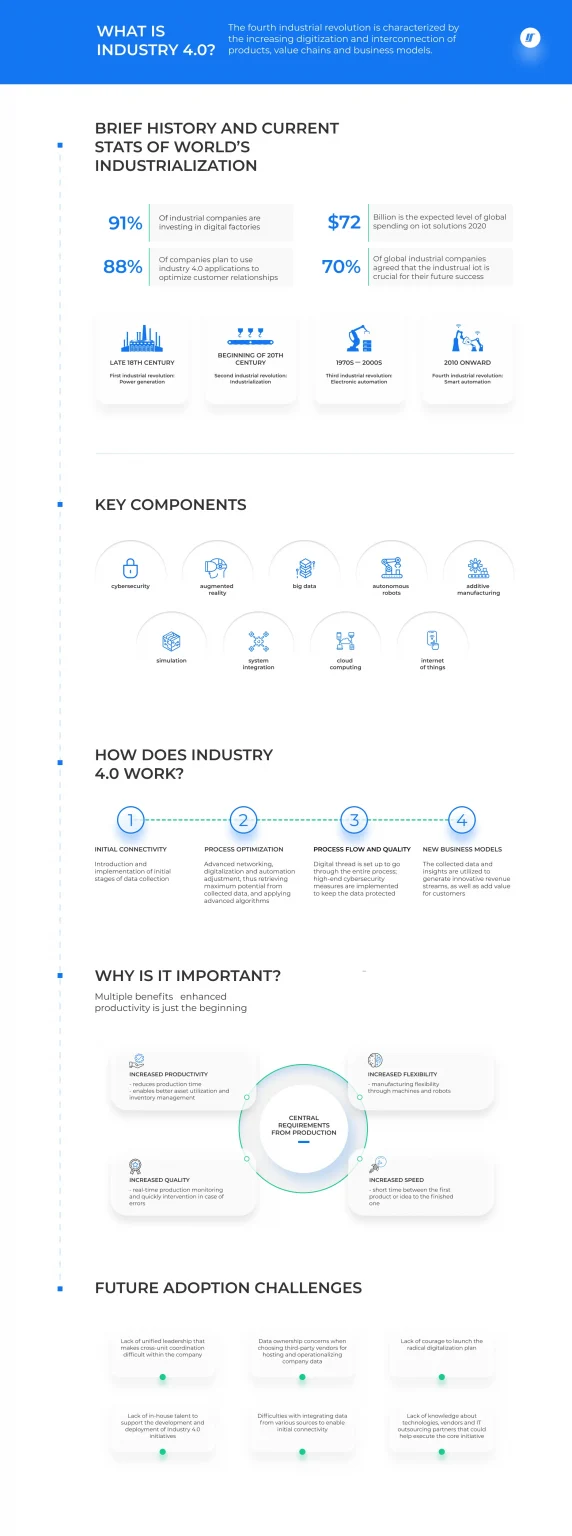 WHAT IS
INDUSTRY 4.0?
The fourth industrial revolution is characterized by
the increasing digitization and interconnection of
products, value chains and business models.
BRIEF HISTORY AND CURRENT
STATS OF WORLD'S
INDUSTRIALIZATION
91%
Of industrial companies are
investing in digital factories
$72
Billion is the expected level of global
spending on iot solutions 2020
88%
Of companies plan to use
industry 4.0 applications to
optimize customer relationships
70%
Of global industrial companies
agreed that the industrual iot is
crucial for their future success
LATE 18TH CENTURY
First industrial revolution:
Power generation
BEGINNING OF 20TH
CENTURY
Second industrial revolution:
Industrialization
1970S — 2000S
Third industrial revolution:
Electronic automation
2010 ONWARD
Fourth industrial revolution:
Smart automation
KEY COMPONENTS
cybersecurity
augmented
reality
big data
autonomous
robots
additive
manufacturing
simulation
system
integration
cloud
computing
internet
of things
HOW DOES INDUSTRY
4.0 WORK?
1
INITIAL CONNECTIVITY
Introduction and
implementation of initial
stages of data collection
2
PROCESS OPTIMIZATION
Advanced networking,
digitalization and automation
adjustment, thus retrieving
maximum potential from
collected data, and applying
advanced algorithms
3
PROCESS FLOW AND QUALITY
Digital thread is set up to go
through the entire process;
high-end cybersecurity
measures are implemented
to keep the data protected
4
NEW BUSINESS MODELS
The collected data and
insights are utilized to
generate innovative revenue
streams, as well as add value
for customers
WHY IS IT IMPORTANT?
Multiple benefits enhanced
productivity is just the beginning
INCREASED PRODUCTIVITY
- reduces production time
- enables better asset utilization and
inventory management
INCREASED FLEXIBILITY
- manufacturing flexibility
through machines and robots
CENTRAL
REQUIREMENTS
FROM PRODUCTION
INCREASED QUALITY
- real-time production monitoring
and quickly intervention in case of
errors
INCREASED SPEED
- short time between the first
product or idea to the finished
one
FUTURE ADOPTION CHALLENGES
Lack of unified leadership that
makes cross-unit coordination
difficult within the company
Data ownership concerns when
choosing third-party vendors for
hosting and operationalizing
company data
Lack of courage to launch the
radical digitalization plan
Lack of in-house talent to
support the development and
deployment of Industry 4.0
initiatives
Difficulties with integrating data
from various sources to enable
initial connectivity
Lack of knowledge about
technologies, vendors and IT
outsourcing partners that could
help execute the core initiative